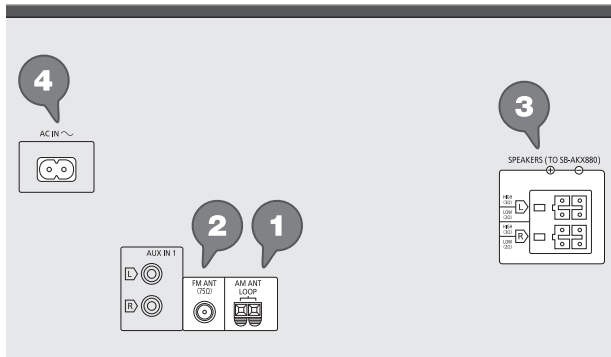 4
AC IN ~
3
SPEAKERS (TO SB-AKX880)
+ −
HIGH
(3Ω)
L
LOW
(3Ω)
HIGH
(3Ω)
R
LOW
(3Ω)
2
1
AUX IN 1
L
R
FM ANT
(75Ω)
AM ANT
LOOP